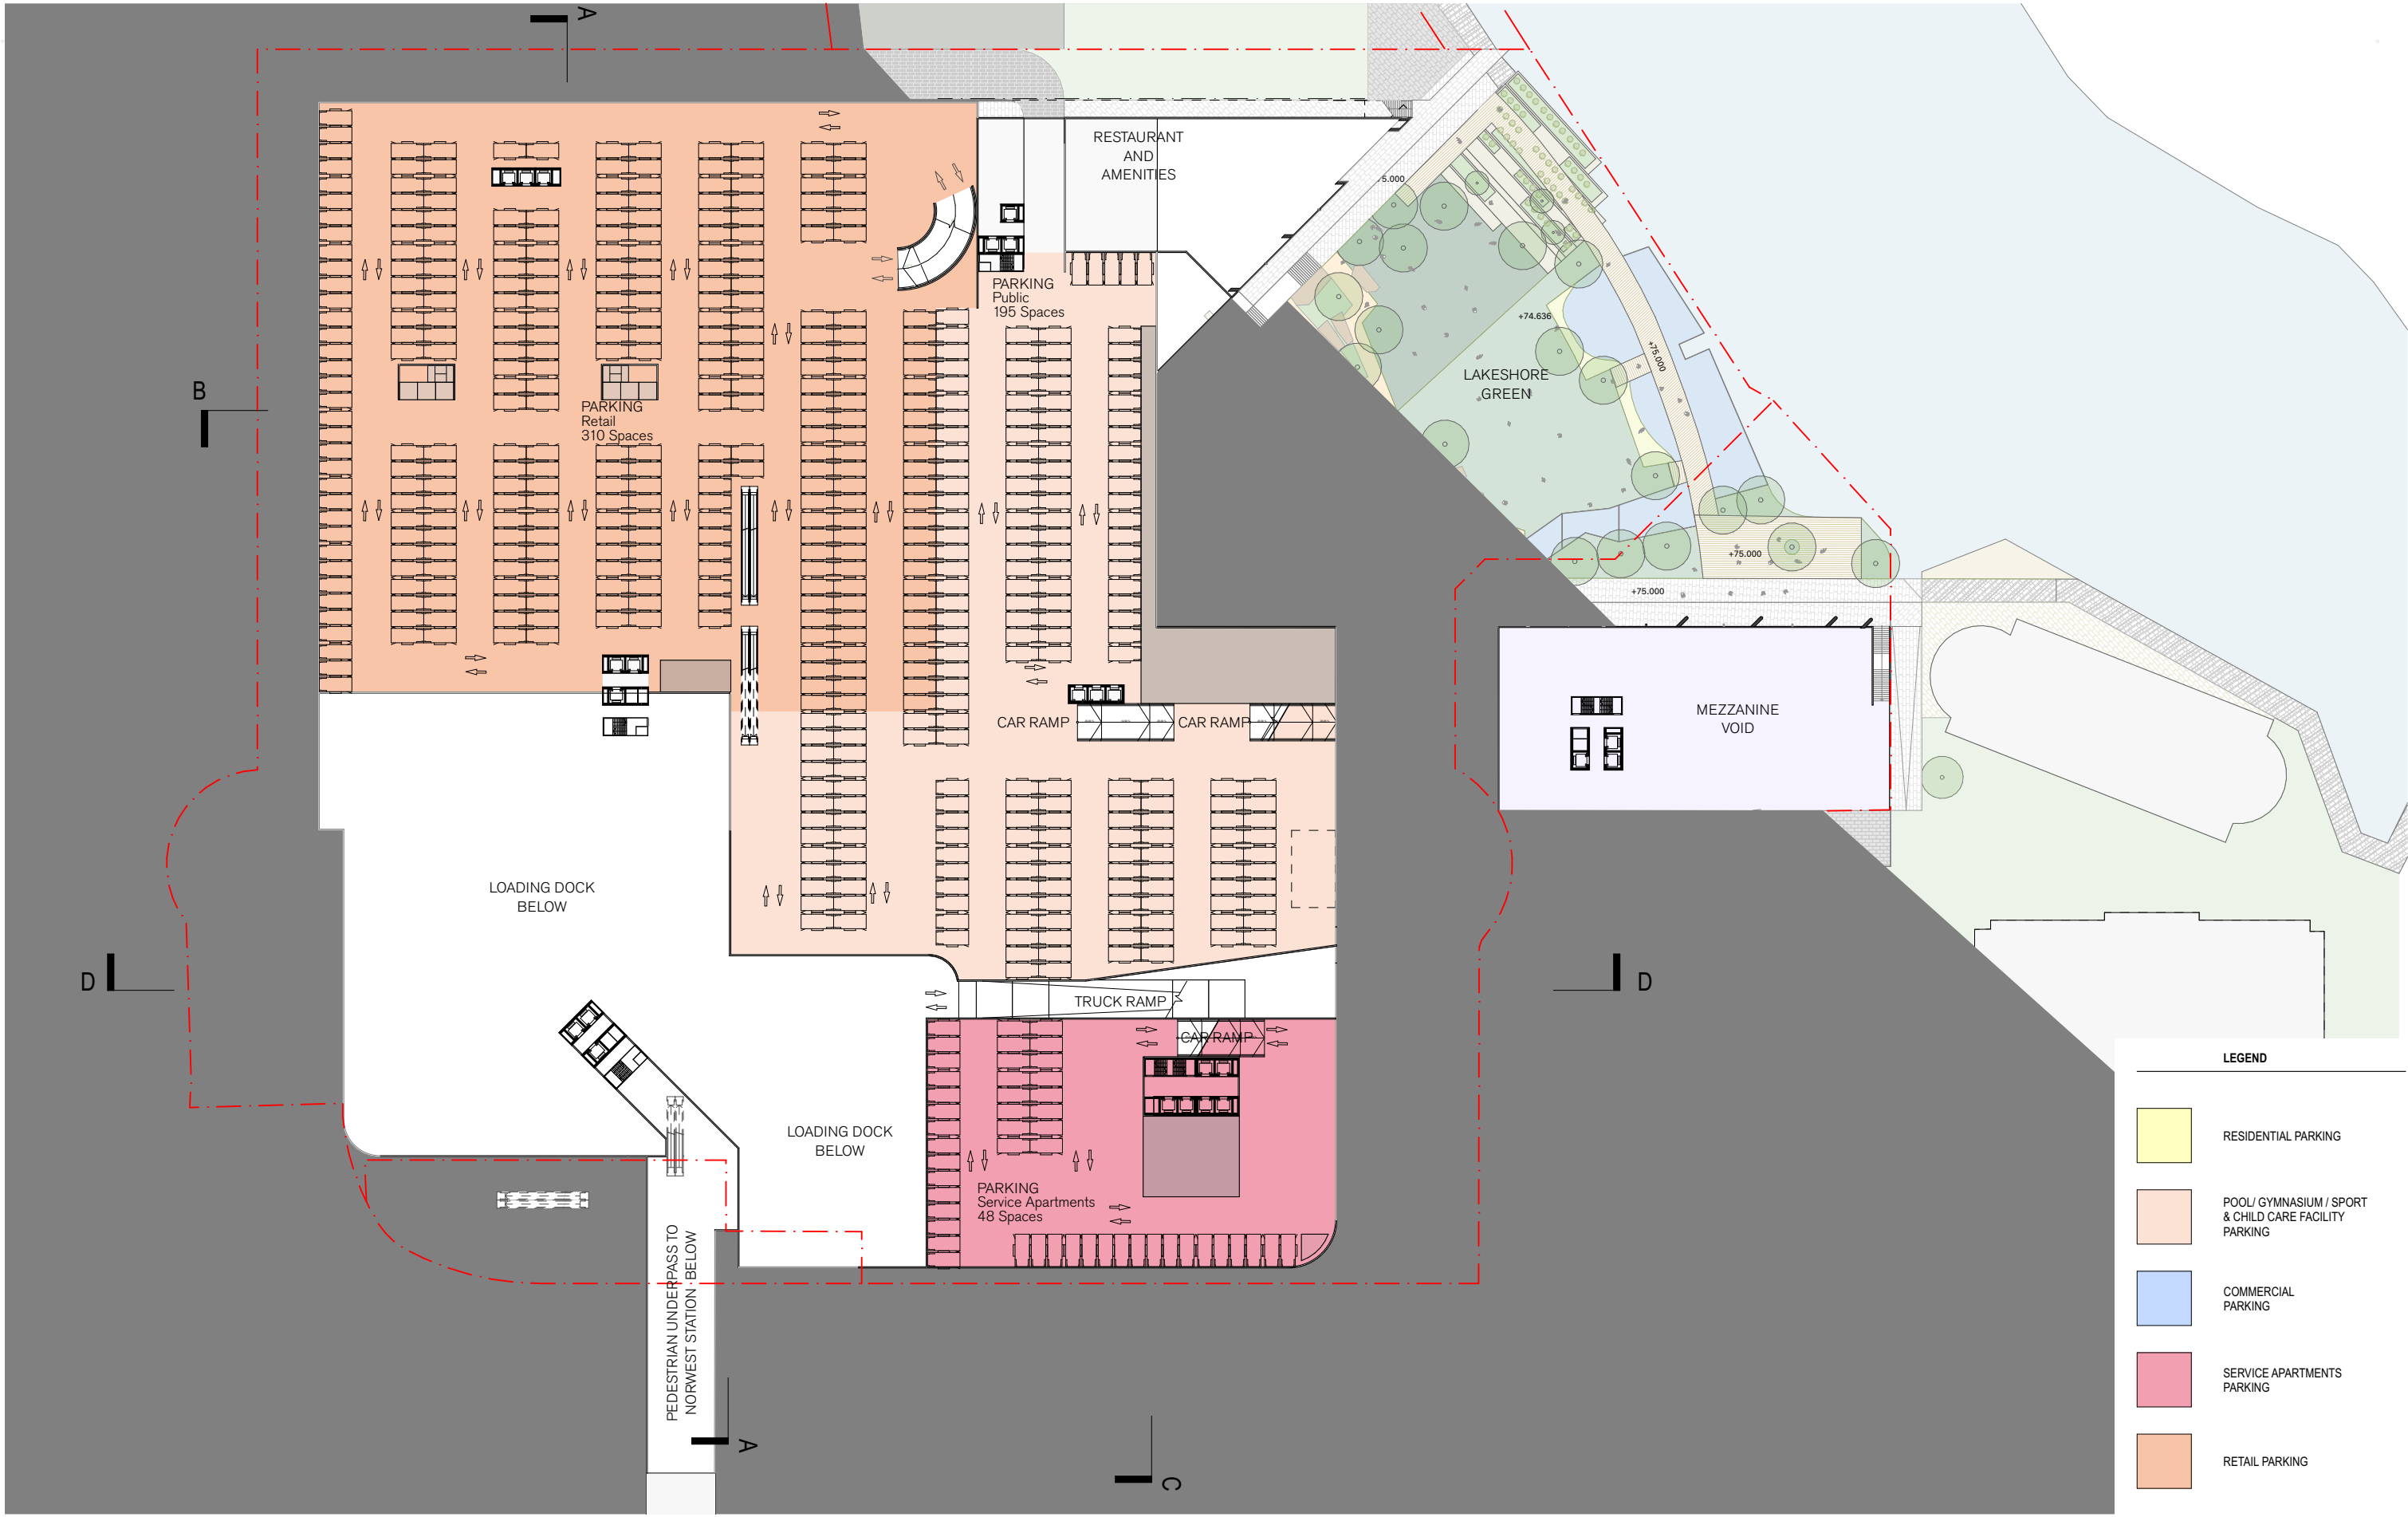 A
RESTAURANT
AND
AMENITIES
5.000
PARKING
Public
195 Spaces
+74.636
+75.000
LAKESHORE
GREEN
B
PARKING
Retail
310 Spaces
+75.000
+75.000
CAR RAMP
CAR RAMP
MEZZANINE
VOID
LOADING DOCK
BELOW
D
D
TRUCK RAMP
CAR RAMP
LOADING DOCK
BELOW
PARKING
Service Apartments
48 Spaces
PEDESTRIAN UNDERPASS TO
NORWEST STATION BELOW
A
C
LEGEND
RESIDENTIAL PARKING
POOL/ GYMNASIUM / SPORT
& CHILD CARE FACILITY
PARKING
COMMERCIAL
PARKING
SERVICE APARTMENTS
PARKING
RETAIL PARKING